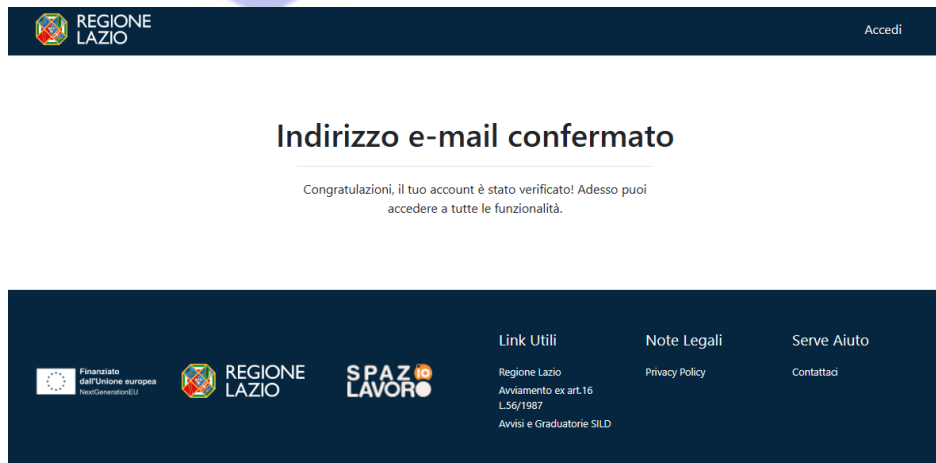 REGIONE
LAZIO
Accedi
Indirizzo e-mail confermato
Congratulazioni, il tuo account è stato verificato! Adesso puoi
accedere a tutte le funzionalità.
Finanziato
dall'Unione europea
NextGenerationEU
REGIONE
LAZIO
SPAZIO
LAVORO
Link Utili
Regione Lazio
Avviamento ex art.16
L.56/1987
Avvisi e Graduatorie SILD
Note Legali
Privacy Policy
Serve Aiuto
Contattaci